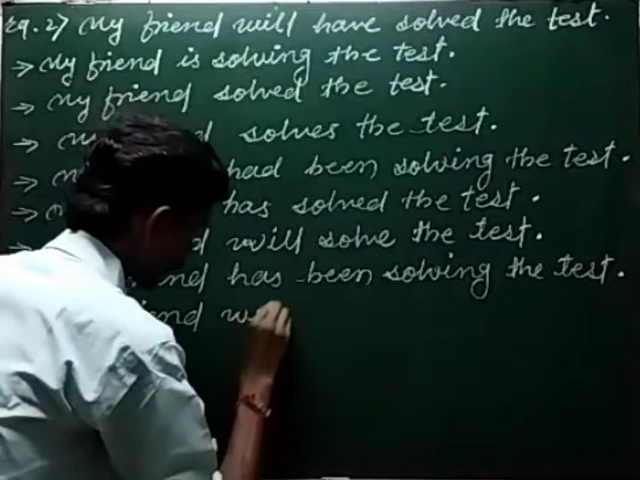 Eg. 2) My friend will have solved the test.
→ My friend is solving the test.
→ My friend solved the test.
→ solves the test.
→ had been solving the test.
→ has solved the test.
will solve the test.
has been solving the test.